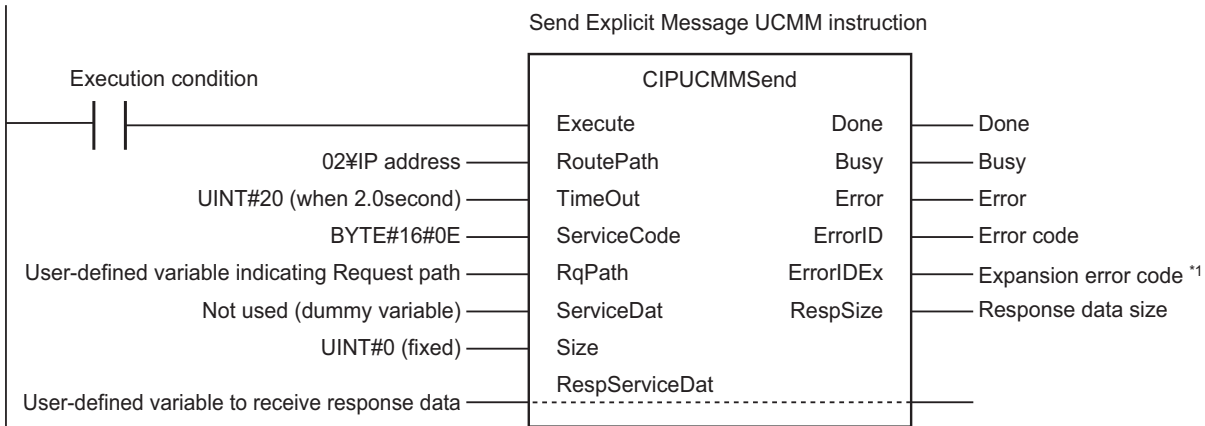 Send Explicit Message UCMM instruction
Execution condition
CIPUCMMSend
Execute Done Done
02¥IP address RoutePath Busy Busy
UINT#20 (when 2.0second) TimeOut Error Error
BYTE#16#0E ServiceCode ErrorID Error code
User-defined variable indicating Request path RqPath ErrorIDEx Expansion error code *1
Not used (dummy variable) ServiceDat RespSize Response data size
UINT#0 (fixed) Size
RespServiceDat
User-defined variable to receive response data